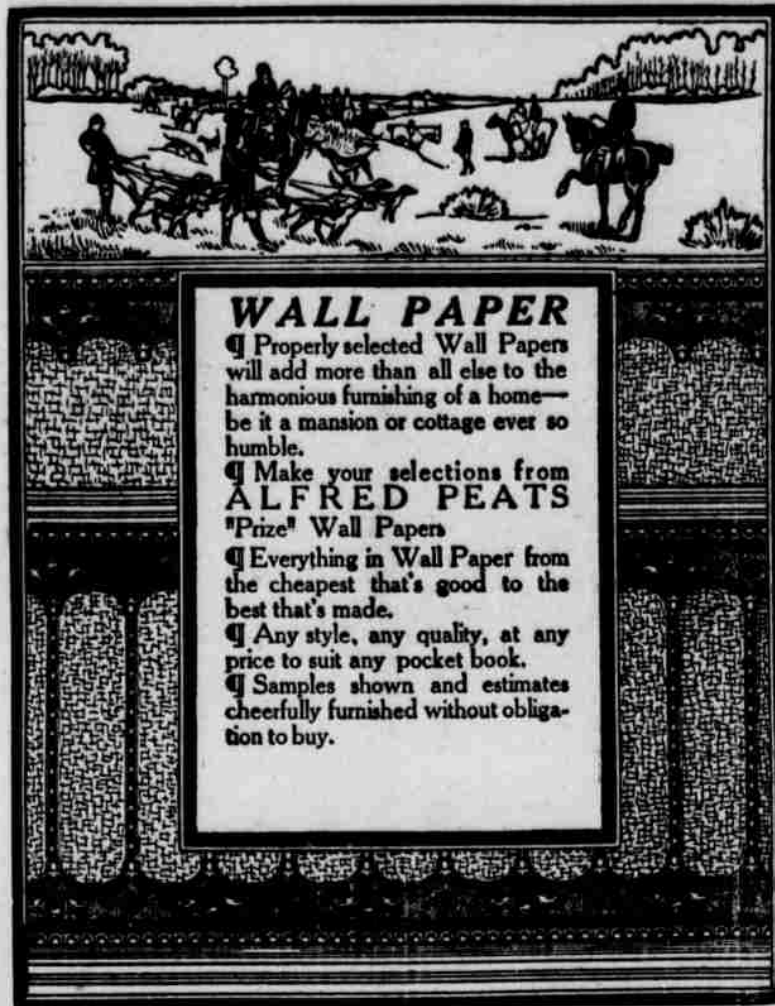 WALL PAPER
¶ Properly selected Wall Papers
will add more than all else to the
harmonious furnishing of a home—
be it a mansion or cottage ever so
humble.
¶ Make your selections from
ALFRED PEATS
"Prize" Wall Papers
¶ Everything in Wall Paper from
the cheapest that's good to the
best that's made.
¶ Any style, any quality, at any
price to suit any pocket book.
¶ Samples shown and estimates
cheerfully furnished without obliga-
tion to buy.